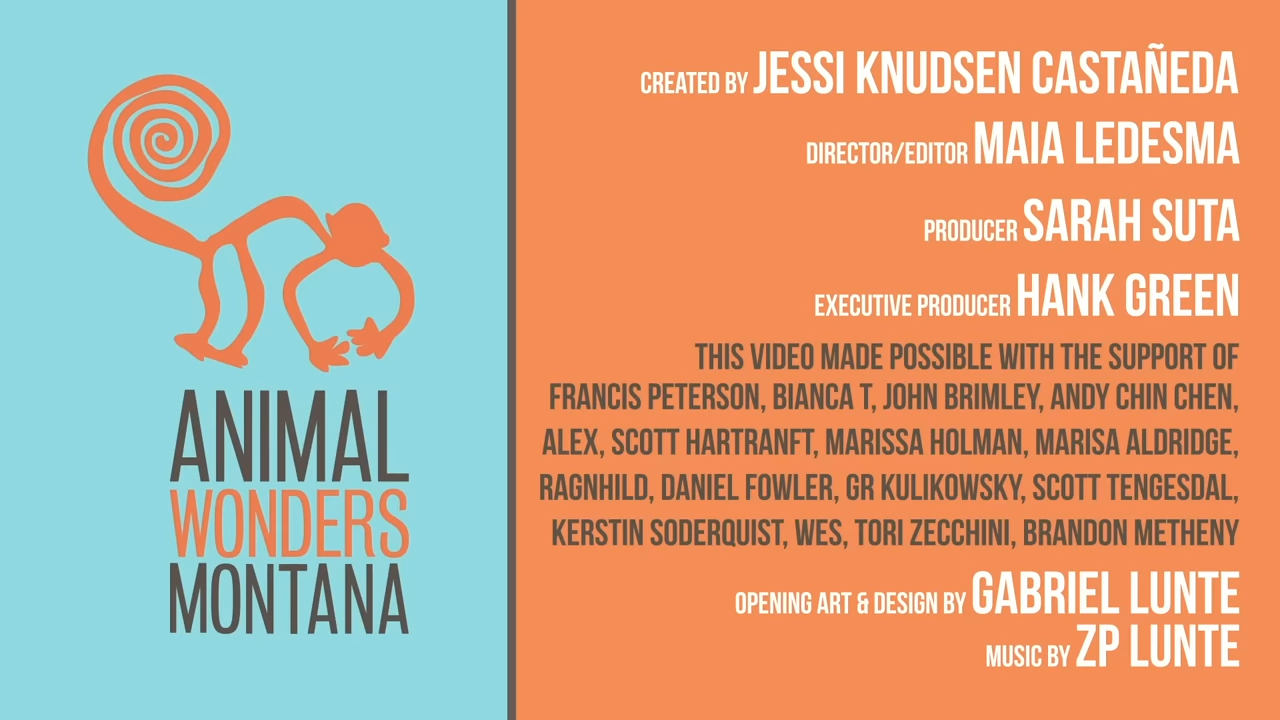 ANIMAL
WONDERS
MONTANA
CREATED BY JESSI KNUDSEN CASTAÑEDA
DIRECTOR/EDITOR MAIA LEDESMA
PRODUCER SARAH SUTA
EXECUTIVE PRODUCER HANK GREEN
THIS VIDEO MADE POSSIBLE WITH THE SUPPORT OF
FRANCIS PETERSON, BIANCA T, JOHN BRIMLEY, ANDY CHIN CHEN,
ALEX, SCOTT HARTRANFT, MARISSA HOLMAN, MARISA ALDRIDGE,
RAGNHILD, DANIEL FOWLER, GR KULIKOWSKY, SCOTT TENGESDAL,
KERSTIN SODERQUIST, WES, TORI ZECCHINI, BRANDON METHENY
OPENING ART & DESIGN BY GABRIEL LUNTE
MUSIC BY ZP LUNTE